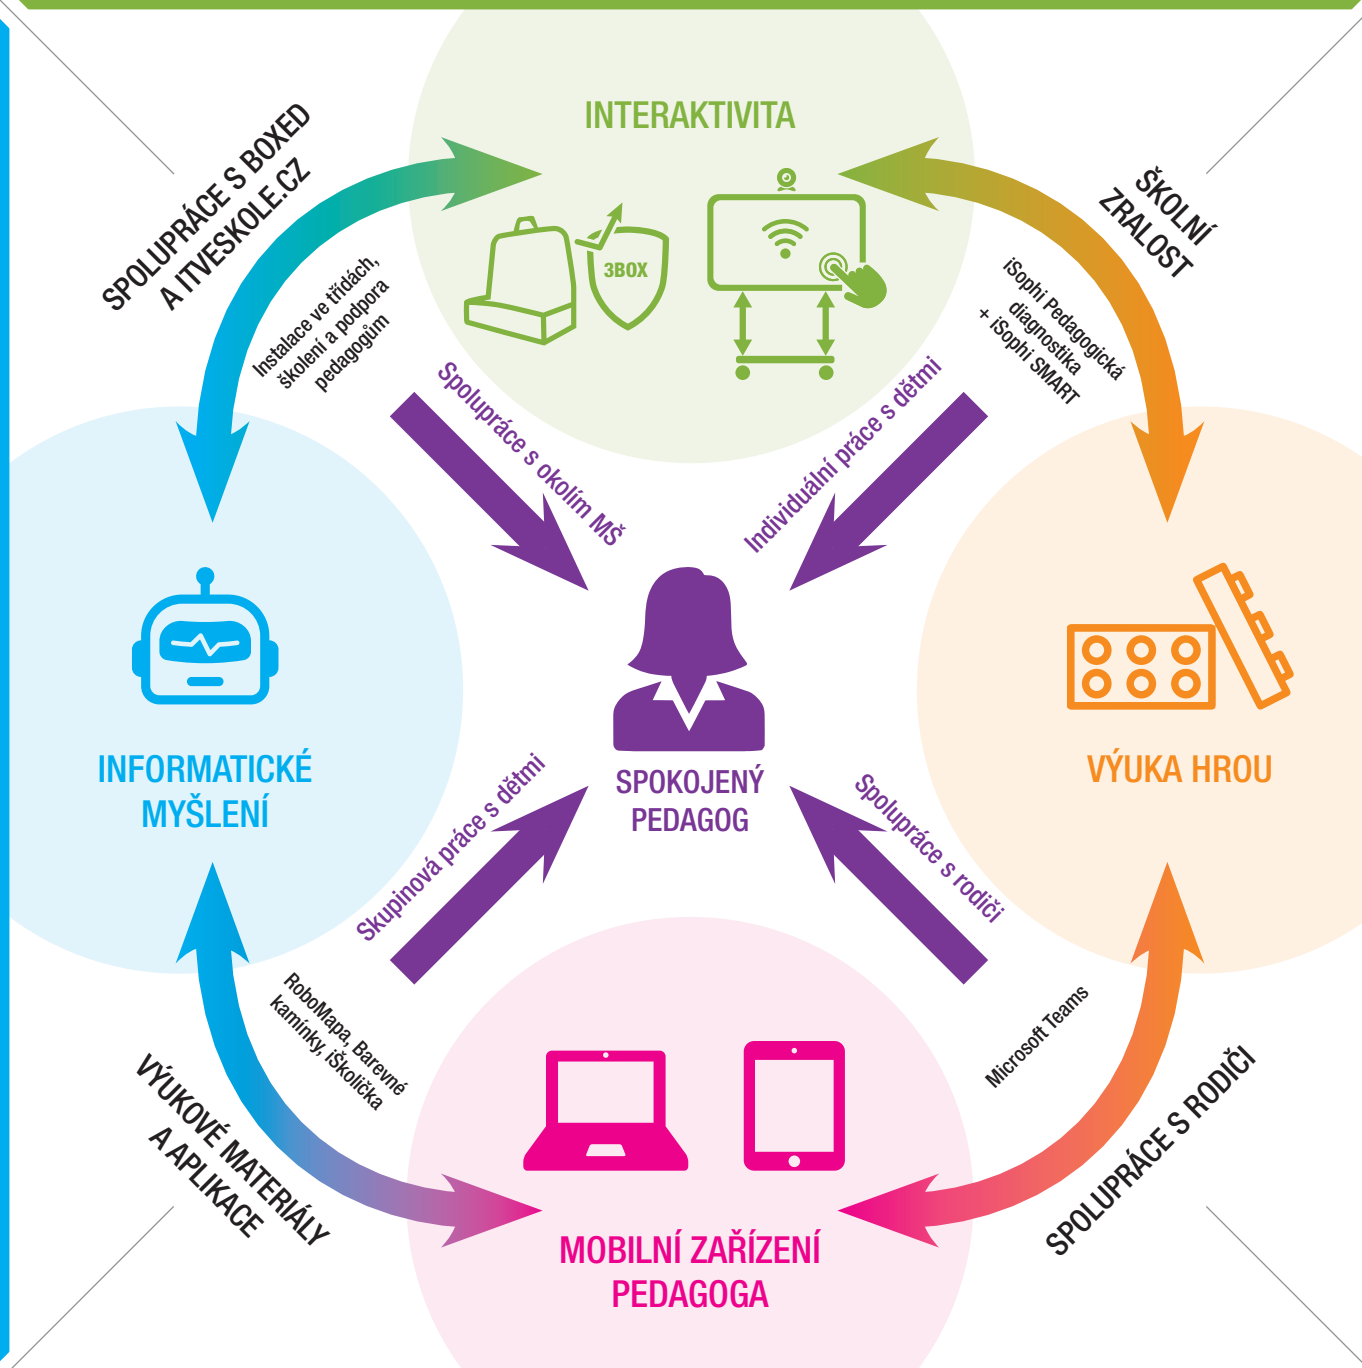 INTERAKTIVITA
3BOX
SPOLUPRÁCE S BOXED
A ITVESKOLE.CZ
Instalace ve třídách,
školení a podpora
pedagogům
ŠKOLNÍ
ZRALOST
iSophi Pedagogická
diagnostika
+ iSophi SMART
Spolupráce s okolím MŠ
Individuální práce s dětmi
INFORMATICKÉ
MYŠLENÍ
SPOKOJENÝ
PEDAGOG
VÝUKA HROU
Skupinová práce s dětmi
Spolupráce s rodiči
RoboMapa, Barevné
kamínky, iŠkolička
VÝUKOVÉ MATERIÁLY
A APLIKACE
Microsoft Teams
SPOLUPRÁCE S RODIČI
MOBILNÍ ZAŘÍZENÍ
PEDAGOGA